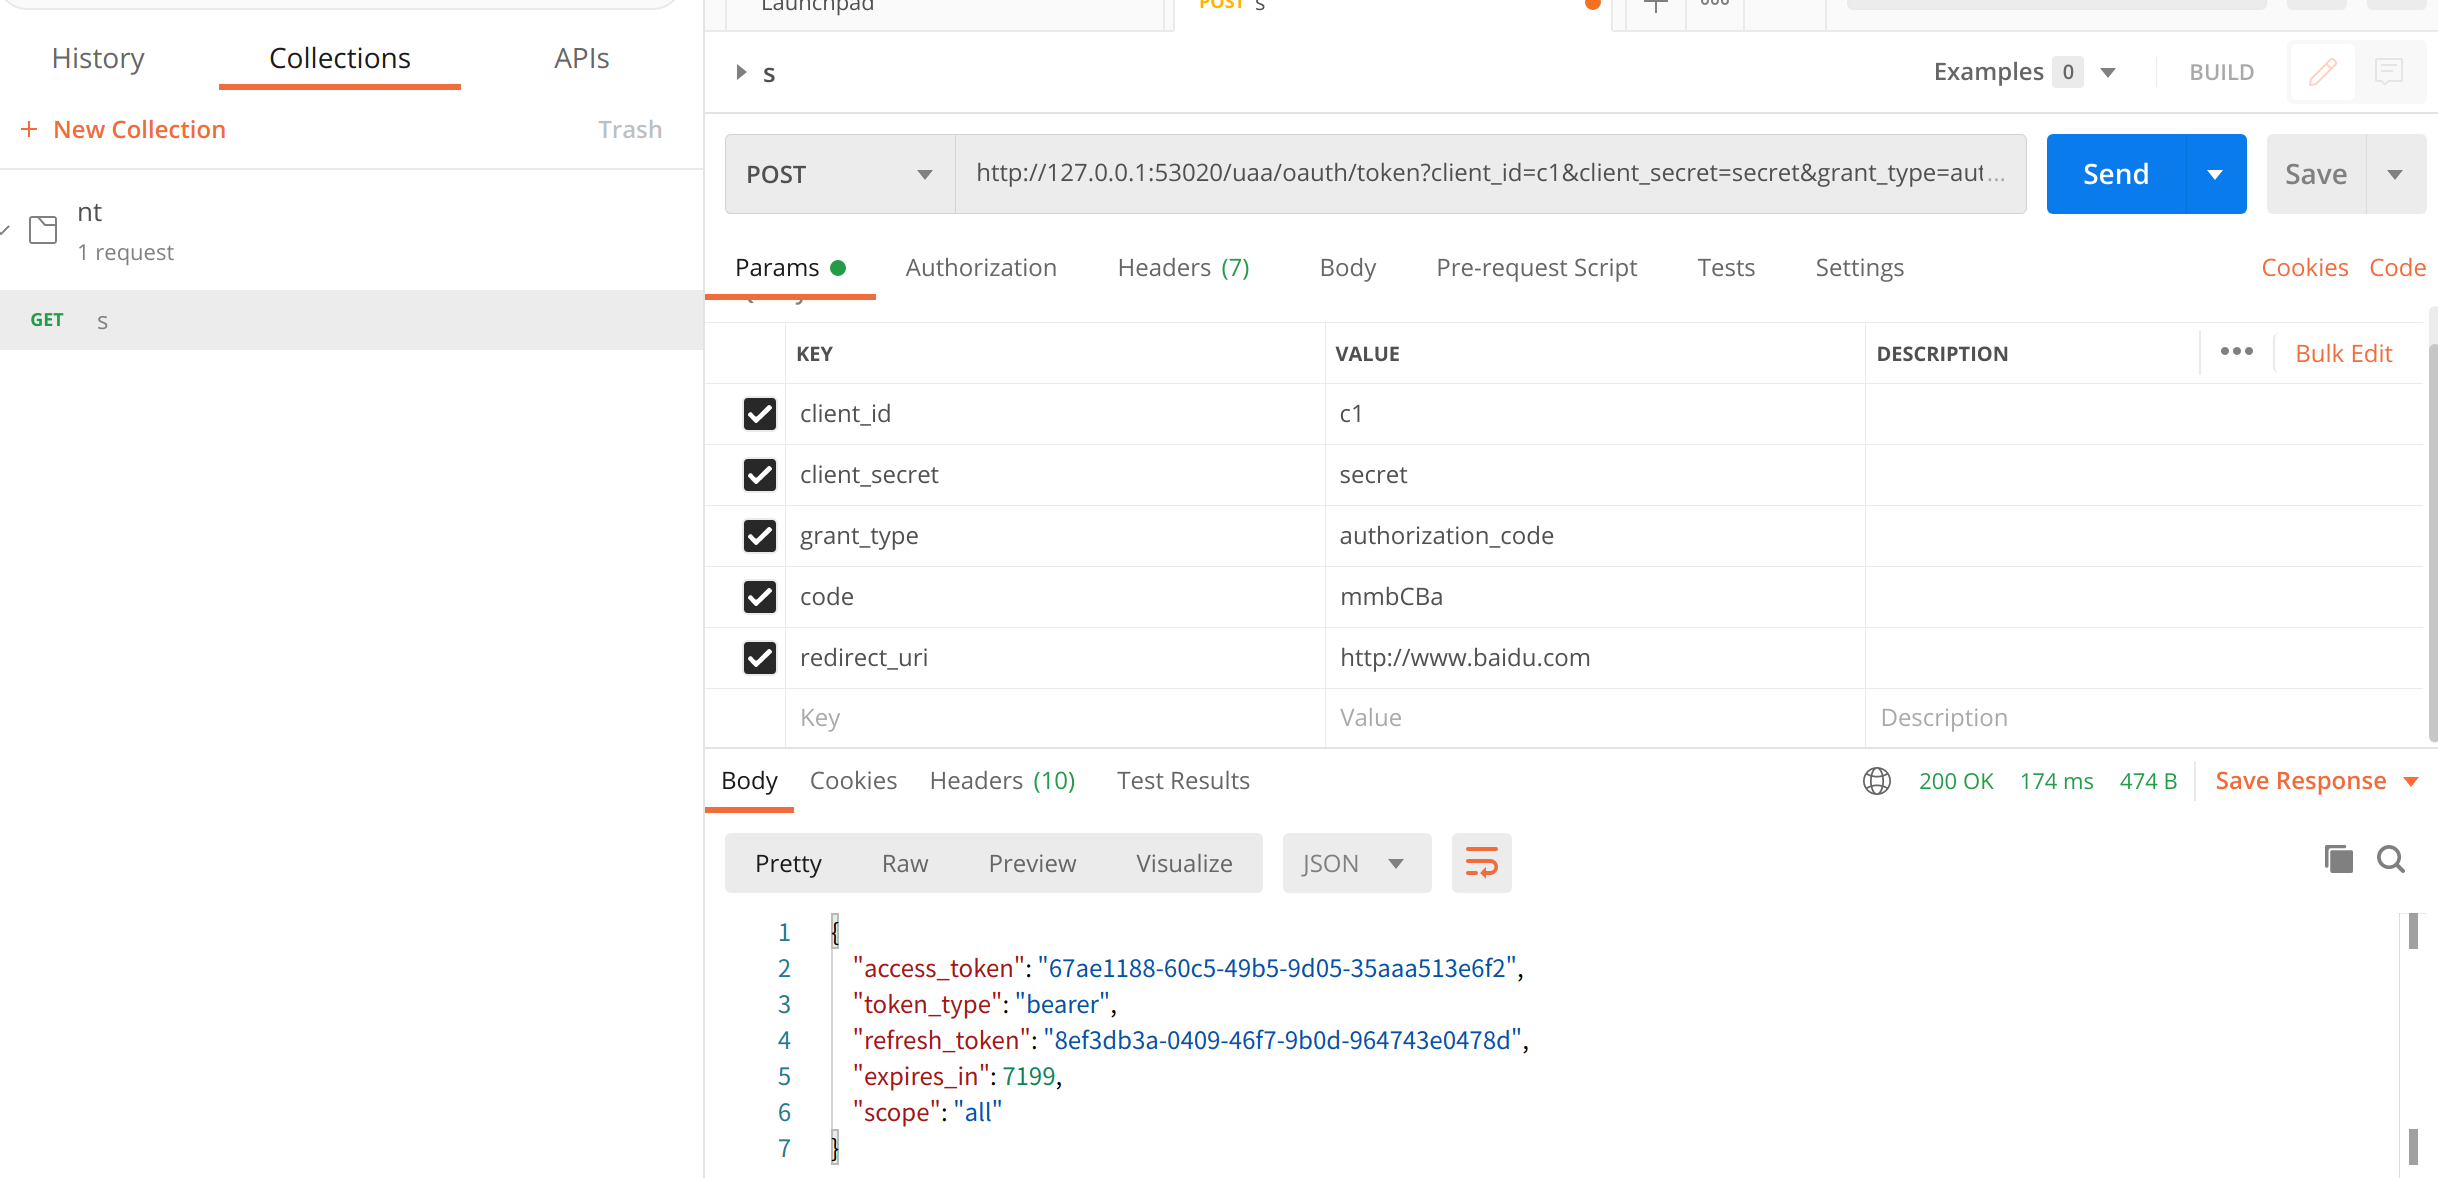 Launchpad
POST s
History Collections APIs
s
Examples 0 BUILD
+ New Collection Trash
nt
1 request
GET s
POST http://127.0.0.1:53020/uaa/oauth/token?client_id=c1&client_secret=secret&grant_type=aut... Send Save
Params Authorization Headers (7) Body Pre-request Script Tests Settings Cookies Code
KEY VALUE DESCRIPTION ••• Bulk Edit
client_id c1
client_secret secret
grant_type authorization_code
code mmbCBa
redirect_uri http://www.baidu.com
Key Value Description
Body Cookies Headers (10) Test Results 200 OK 174 ms 474 B Save Response
Pretty Raw Preview Visualize JSON
1 {
2 "access_token": "67ae1188-60c5-49b5-9d05-35aaa513e6f2",
3 "token_type": "bearer",
4 "refresh_token": "8ef3db3a-0409-46f7-9b0d-964743e0478d",
5 "expires_in": 7199,
6 "scope": "all"
7 }